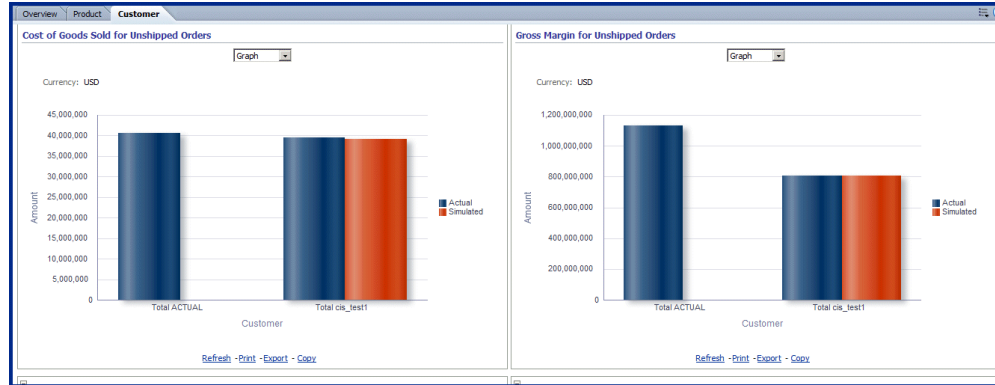 Overview Product Customer
Cost of Goods Sold for Unshipped Orders
Graph
Currency: USD
45,000,000
40,000,000
35,000,000
30,000,000
25,000,000
20,000,000
15,000,000
10,000,000
5,000,000
0
Amount
Total ACTUAL Total cis_test1
Customer
Actual
Simulated
Refresh - Print - Export - Copy
Gross Margin for Unshipped Orders
Graph
Currency: USD
1,200,000,000
1,000,000,000
800,000,000
600,000,000
400,000,000
200,000,000
0
Amount
Total ACTUAL Total cis_test1
Customer
Actual
Simulated
Refresh - Print - Export - Copy